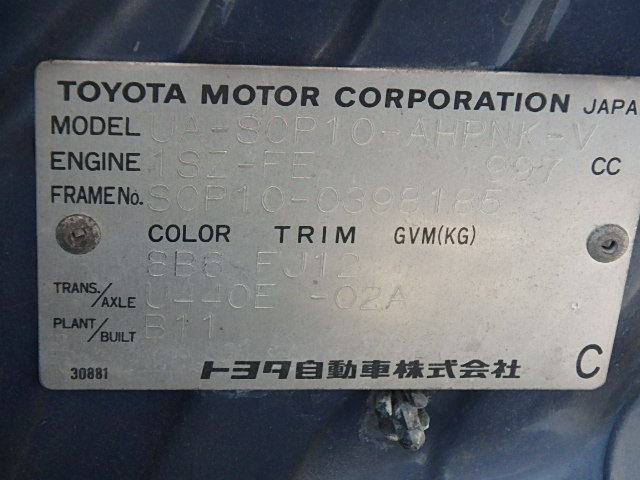 TOYOTA MOTOR CORPORATION JAPA
MODEL UA-SCP10-AHPNK-V
ENGINE 1SZ-FE 997 CC
FRAME No. SCP10-0398185
COLOR TRIM GVM(KG)
8B6 FJ12
TRANS./AXLE U440E -02A
PLANT/BUILT B11
30881 トヨタ自動車株式会社 C